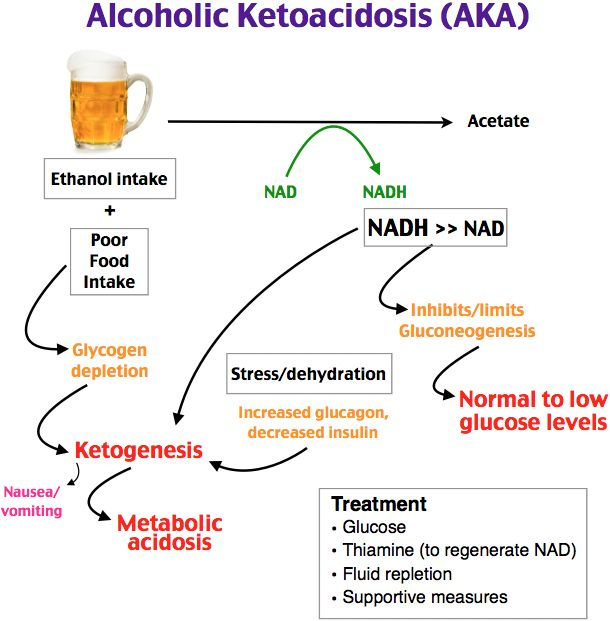 Alcoholic Ketoacidosis (AKA)
Acetate
Ethanol intake
+
Poor
Food
Intake
NAD
NADH
NADH >> NAD
Inhibits/limits
Gluconeogenesis
Normal to low
glucose levels
Glycogen
depletion
Stress/dehydration
Increased glucagon,
decreased insulin
Ketogenesis
Nausea/
vomiting
Metabolic
acidosis
Treatment
• Glucose
• Thiamine (to regenerate NAD)
• Fluid repletion
• Supportive measures